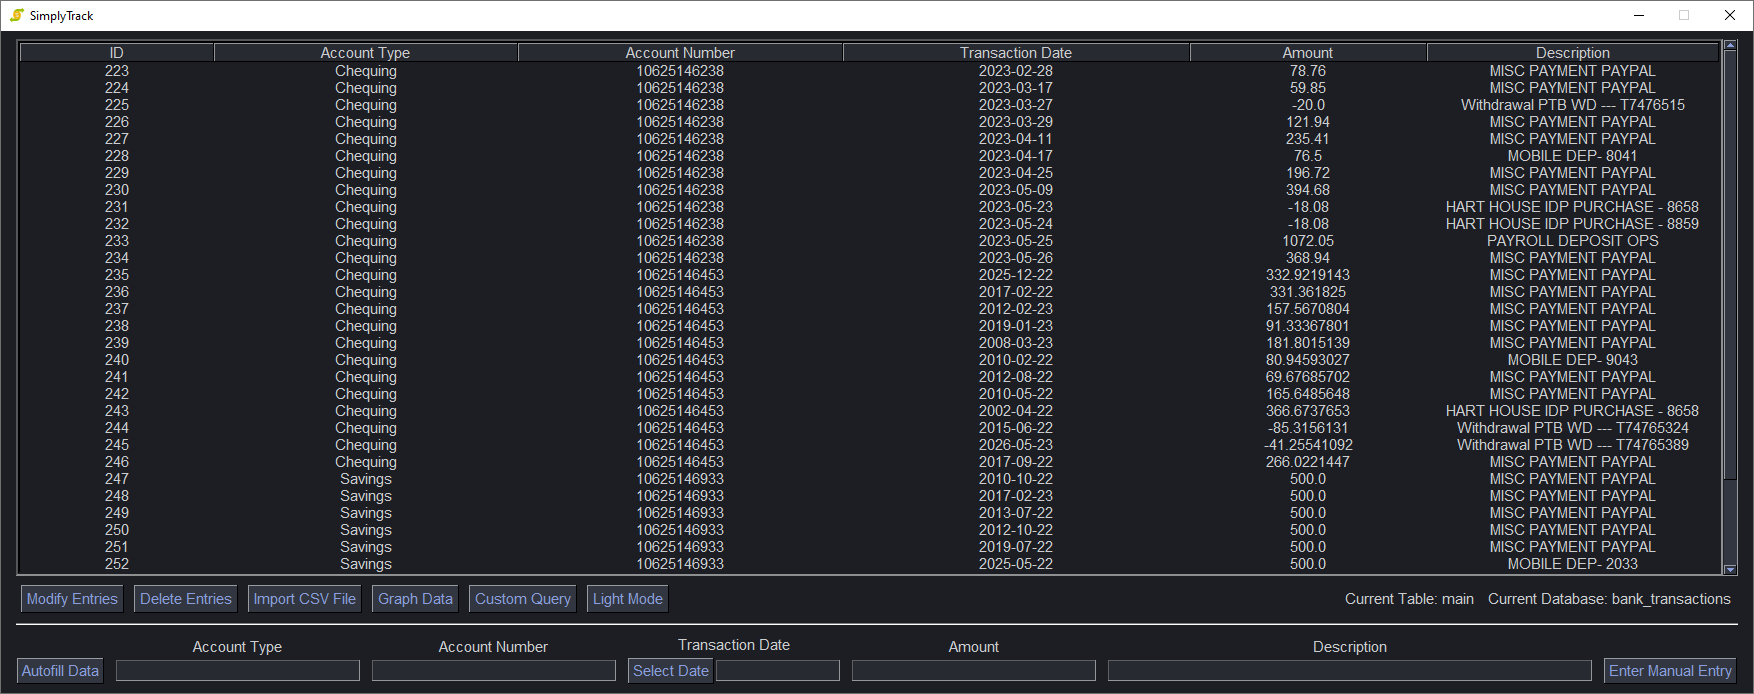 SimplyTrack
ID Account Type Account Number Transaction Date Amount Description
223 Chequing 10625146238 2023-02-28 78.76 MISC PAYMENT PAYPAL
224 Chequing 10625146238 2023-03-17 59.85 MISC PAYMENT PAYPAL
225 Chequing 10625146238 2023-03-27 -20.0 Withdrawal PTB WD --- T7476515
226 Chequing 10625146238 2023-03-29 121.94 MISC PAYMENT PAYPAL
227 Chequing 10625146238 2023-04-11 235.41 MISC PAYMENT PAYPAL
228 Chequing 10625146238 2023-04-17 76.5 MOBILE DEP- 8041
229 Chequing 10625146238 2023-04-25 196.72 MISC PAYMENT PAYPAL
230 Chequing 10625146238 2023-05-09 394.68 MISC PAYMENT PAYPAL
231 Chequing 10625146238 2023-05-23 -18.08 HART HOUSE IDP PURCHASE - 8658
232 Chequing 10625146238 2023-05-24 -18.08 HART HOUSE IDP PURCHASE - 8859
233 Chequing 10625146238 2023-05-25 1072.05 PAYROLL DEPOSIT OPS
234 Chequing 10625146238 2023-05-26 368.94 MISC PAYMENT PAYPAL
235 Chequing 10625146453 2025-12-22 332.9219143 MISC PAYMENT PAYPAL
236 Chequing 10625146453 2017-02-22 331.361825 MISC PAYMENT PAYPAL
237 Chequing 10625146453 2012-02-23 157.5670804 MISC PAYMENT PAYPAL
238 Chequing 10625146453 2019-01-23 91.33367801 MISC PAYMENT PAYPAL
239 Chequing 10625146453 2008-03-23 181.8015139 MISC PAYMENT PAYPAL
240 Chequing 10625146453 2010-02-22 80.94593027 MOBILE DEP- 9043
241 Chequing 10625146453 2012-08-22 69.67685702 MISC PAYMENT PAYPAL
242 Chequing 10625146453 2010-05-22 165.6485648 MISC PAYMENT PAYPAL
243 Chequing 10625146453 2002-04-22 366.6737653 HART HOUSE IDP PURCHASE - 8658
244 Chequing 10625146453 2015-06-22 -85.3156131 Withdrawal PTB WD --- T74765324
245 Chequing 10625146453 2026-05-23 -41.25541092 Withdrawal PTB WD --- T74765389
246 Chequing 10625146453 2017-09-22 266.0221447 MISC PAYMENT PAYPAL
247 Savings 10625146933 2010-10-22 500.0 MISC PAYMENT PAYPAL
248 Savings 10625146933 2017-02-23 500.0 MISC PAYMENT PAYPAL
249 Savings 10625146933 2013-07-22 500.0 MISC PAYMENT PAYPAL
250 Savings 10625146933 2012-10-22 500.0 MISC PAYMENT PAYPAL
251 Savings 10625146933 2019-07-22 500.0 MISC PAYMENT PAYPAL
252 Savings 10625146933 2025-05-22 500.0 MOBILE DEP- 2033
Modify Entries Delete Entries Import CSV File Graph Data Custom Query Light Mode Current Table: main Current Database: bank_transactions
Account Type Account Number Transaction Date Amount Description
Autofill Data Select Date Enter Manual Entry